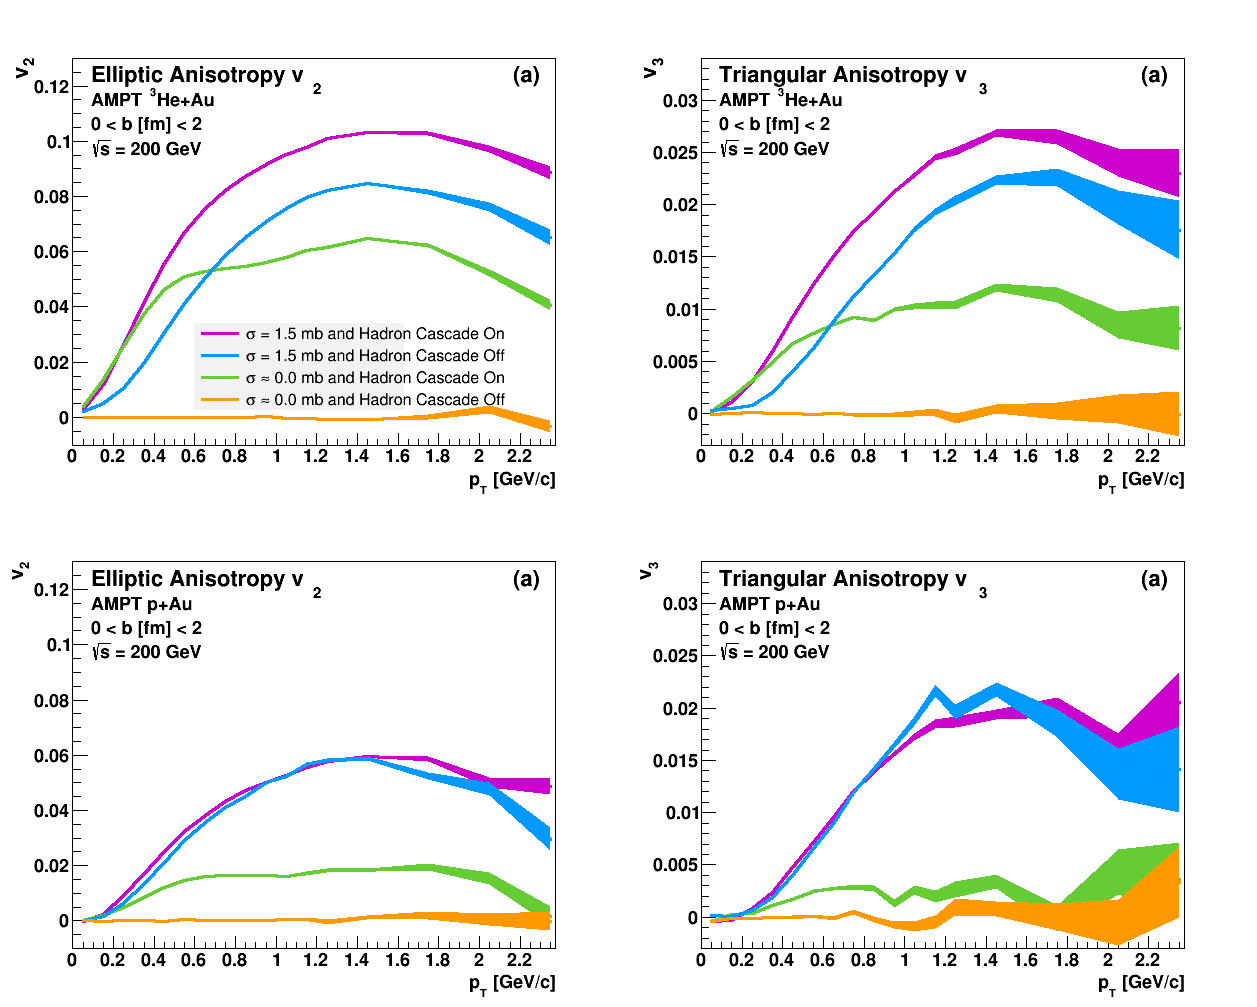 Elliptic Anisotropy v 2 (a)
AMPT ³He+Au
0 < b [fm] < 2
√s = 200 GeV
v2
0.12
0.1
0.08
0.06
0.04
0.02
0
σ = 1.5 mb and Hadron Cascade On
σ = 1.5 mb and Hadron Cascade Off
σ ≈ 0.0 mb and Hadron Cascade On
σ ≈ 0.0 mb and Hadron Cascade Off
0 0.2 0.4 0.6 0.8 1 1.2 1.4 1.6 1.8 2 2.2
pT [GeV/c]
Triangular Anisotropy v 3 (a)
AMPT ³He+Au
0 < b [fm] < 2
√s = 200 GeV
v3
0.03
0.025
0.02
0.015
0.01
0.005
0
0 0.2 0.4 0.6 0.8 1 1.2 1.4 1.6 1.8 2 2.2
pT [GeV/c]
Elliptic Anisotropy v 2 (a)
AMPT p+Au
0 < b [fm] < 2
√s = 200 GeV
v2
0.12
0.1
0.08
0.06
0.04
0.02
0
0 0.2 0.4 0.6 0.8 1 1.2 1.4 1.6 1.8 2 2.2
pT [GeV/c]
Triangular Anisotropy v 3 (a)
AMPT p+Au
0 < b [fm] < 2
√s = 200 GeV
v3
0.03
0.025
0.02
0.015
0.01
0.005
0
0 0.2 0.4 0.6 0.8 1 1.2 1.4 1.6 1.8 2 2.2
pT [GeV/c]